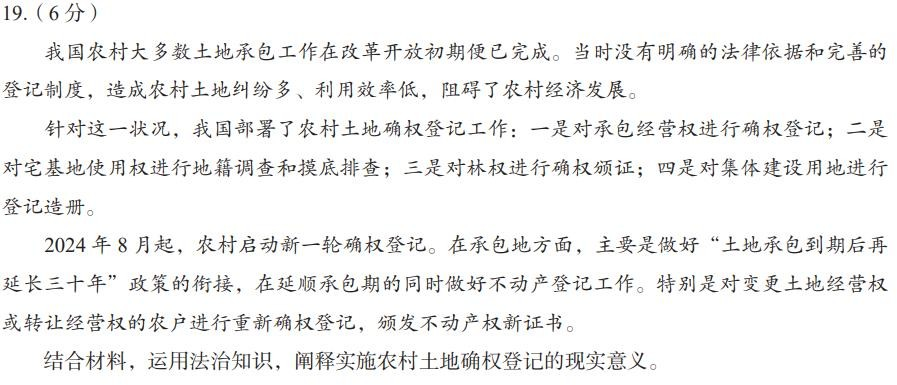 19.（6 分）
我国农村大多数土地承包工作在改革开放初期便已完成。当时没有明确的法律依据和完善的
登记制度，造成农村土地纠纷多、利用效率低，阻碍了农村经济发展。
针对这一状况，我国部署了农村土地确权登记工作：一是对承包经营权进行确权登记；二是
对宅基地使用权进行地籍调查和摸底排查；三是对林权进行确权颁证；四是对集体建设用地进行
登记造册。
2024 年 8 月起，农村启动新一轮确权登记。在承包地方面，主要是做好“土地承包到期后再
延长三十年”政策的衔接，在延顺承包期的同时做好不动产登记工作。特别是对变更土地经营权
或转让经营权的农户进行重新确权登记，颁发不动产权新证书。
结合材料，运用法治知识，阐释实施农村土地确权登记的现实意义。